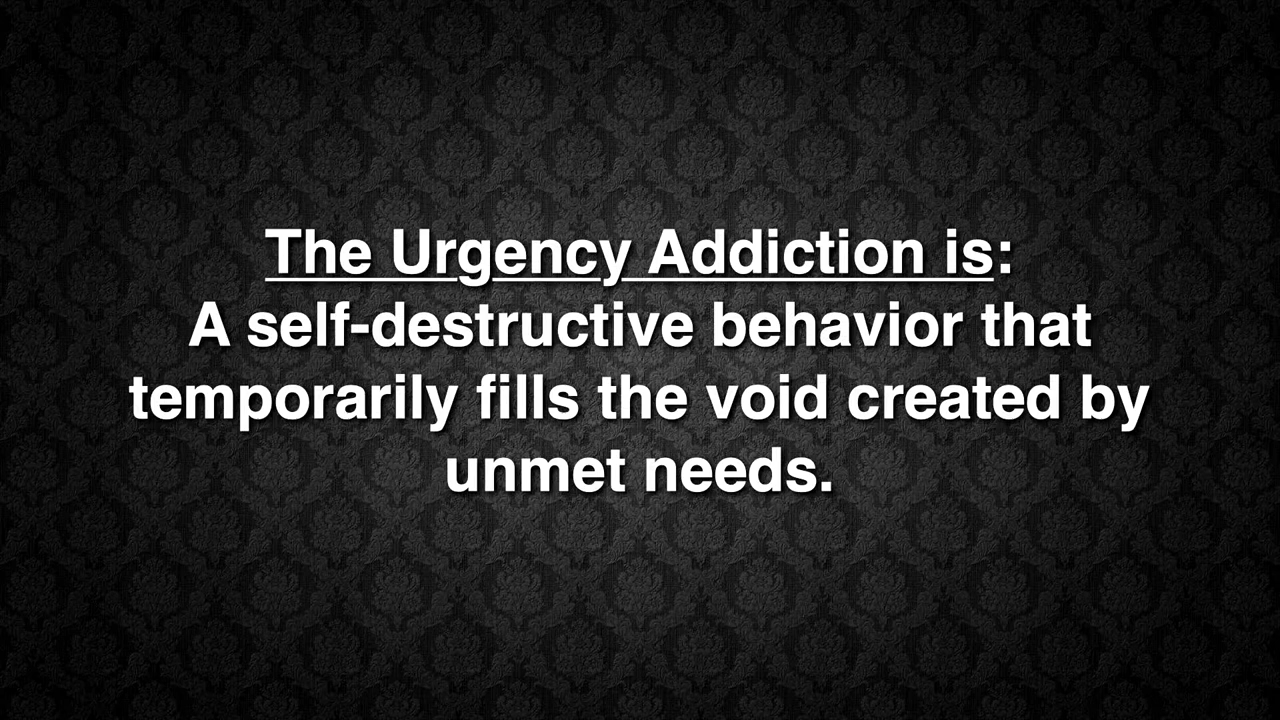 The Urgency Addiction is:
A self-destructive behavior that
temporarily fills the void created by
unmet needs.